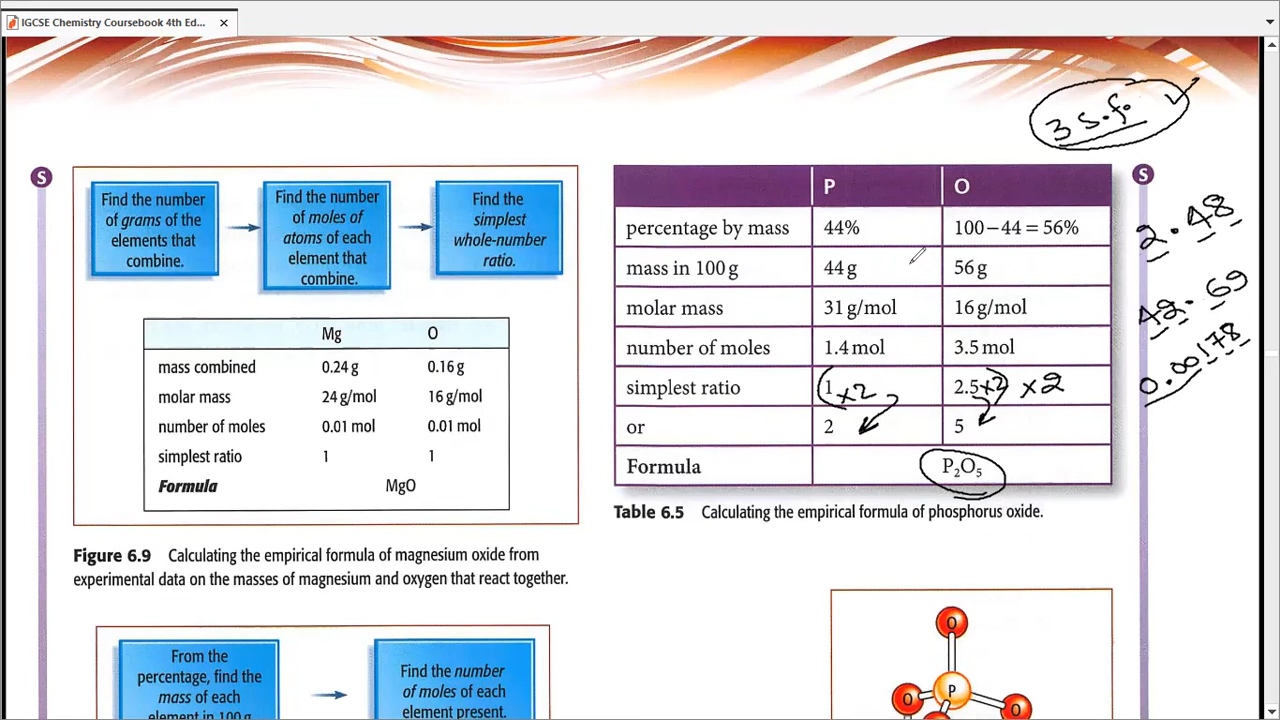 IGCSE Chemistry Coursebook 4th Ed...
3 s.f.
S
Find the number
of grams of the
elements that
combine.
Find the number
of moles of
atoms of each
element that
combine.
Find the
simplest
whole-number
ratio.
Mg O
mass combined 0.24 g 0.16 g
molar mass 24 g/mol 16 g/mol
number of moles 0.01 mol 0.01 mol
simplest ratio 1 1
Formula MgO
Figure 6.9 Calculating the empirical formula of magnesium oxide from
experimental data on the masses of magnesium and oxygen that react together.
From the
percentage, find the
mass of each
element in 100 g
Find the number
of moles of each
element present.
P O
percentage by mass 44% 100 – 44 = 56%
mass in 100 g 44 g 56 g
molar mass 31 g/mol 16 g/mol
number of moles 1.4 mol 3.5 mol
simplest ratio 1 x2 2.5 x2 x2
or 2 5
Formula P₂O₅
Table 6.5 Calculating the empirical formula of phosphorus oxide.
S
2.48
42.69
0.00178
O
P
O
O